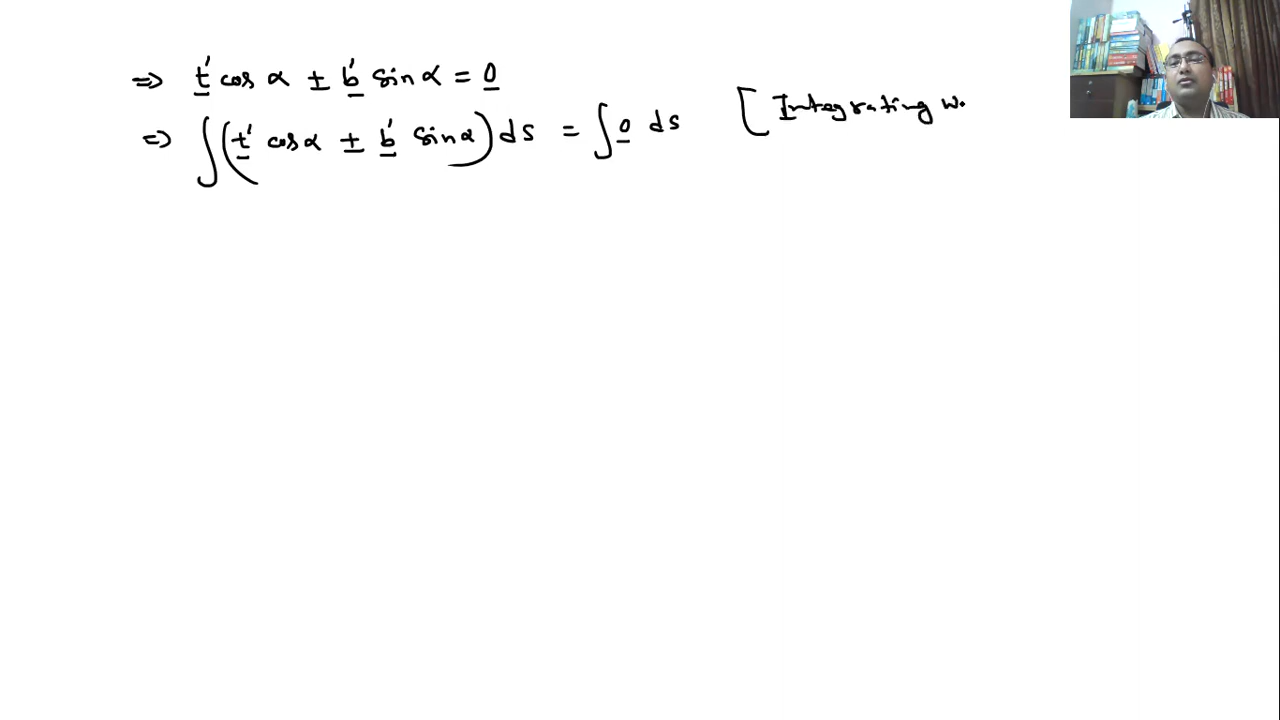 ⇒ t' cos α ± b' sin α = 0
⇒ ∫(t' cos α ± b' sin α) ds = ∫ 0 ds [Integrating w.